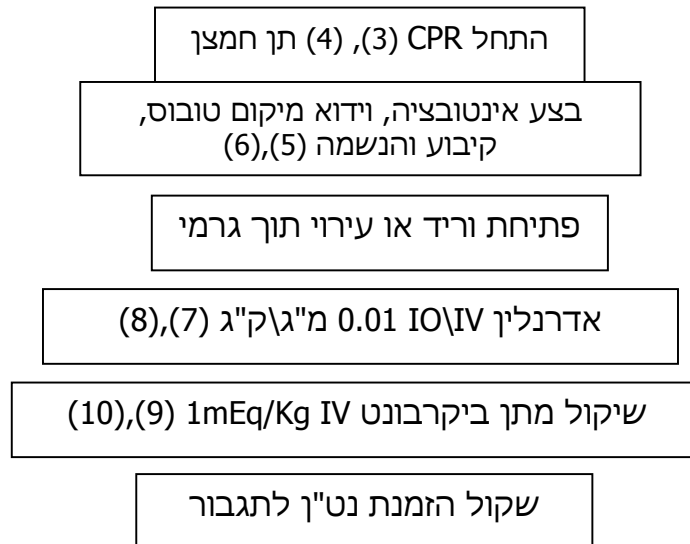 התחל CPR (3), (4) תן חמצן
בצע אינטובציה, וידוא מיקום טובוס,
קיבוע והנשמה (5),(6)
פתיחת וריד או עירוי תוך גרמי
אדרנלין IO\IV 0.01 מ"ג\ק"ג (7),(8)
שיקול מתן ביקרבונט 1mEq/Kg IV (9),(10)
שקול הזמנת נט"ן לתגבור